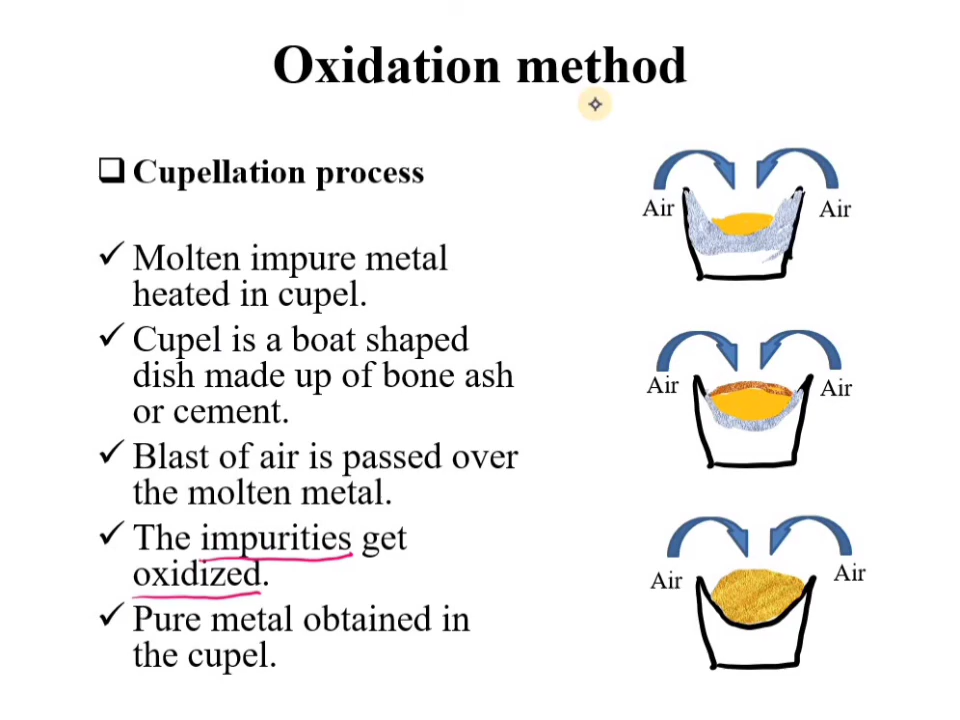 Oxidation method
Cupellation process
Air
Air
Molten impure metal
heated in cupel.
Cupel is a boat shaped
dish made up of bone ash
or cement.
Air
Air
Blast of air is passed over
the molten metal.
The impurities get
oxidized.
Air
Air
Pure metal obtained in
the cupel.